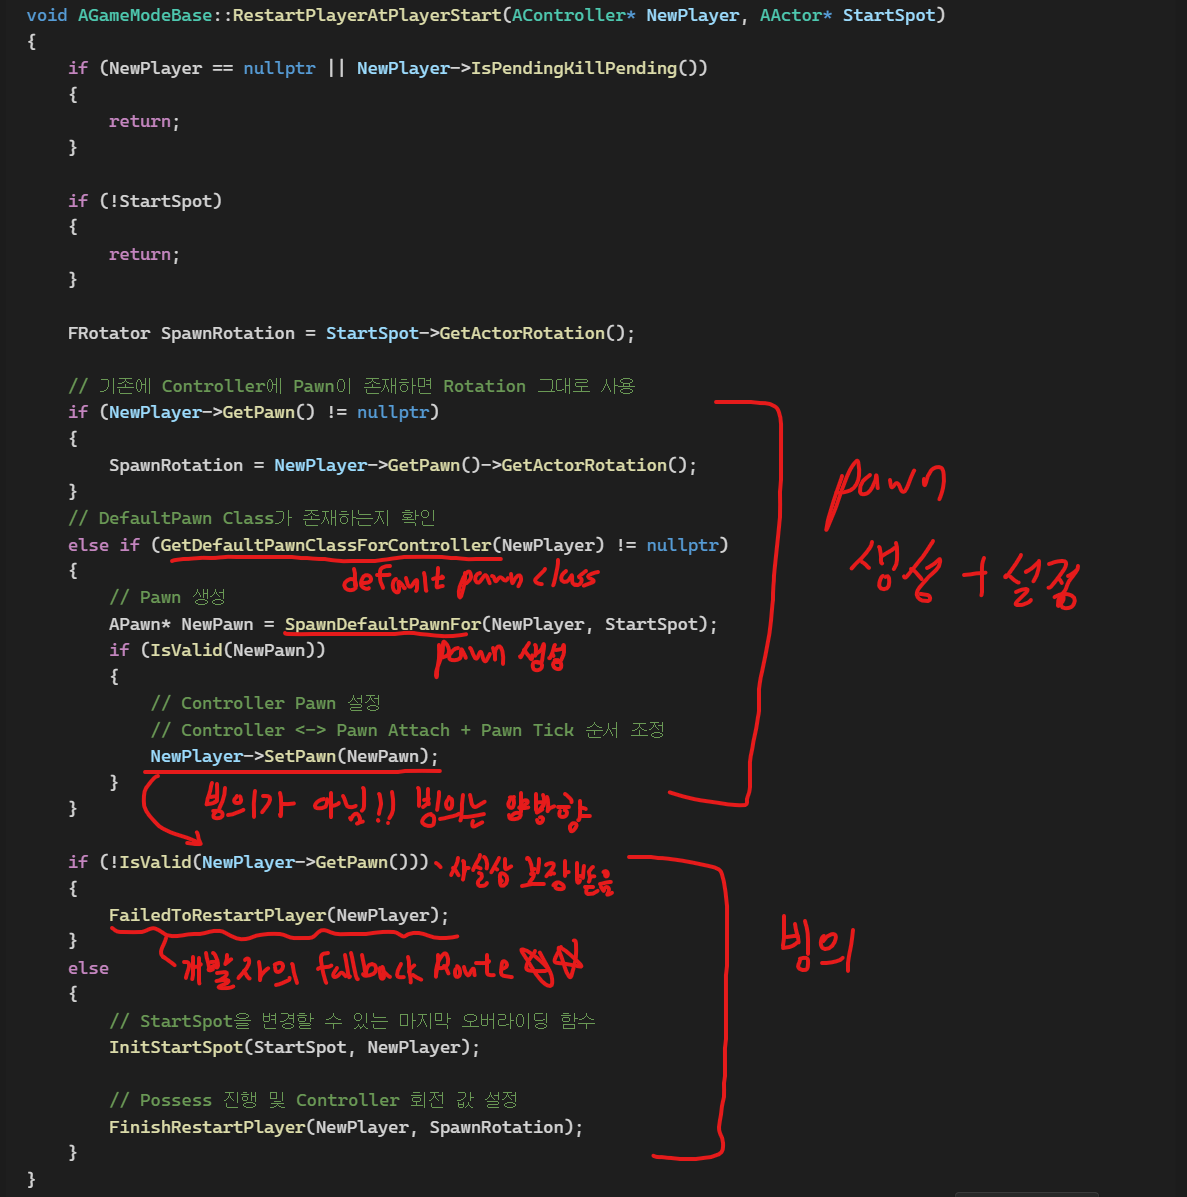 void AGameModeBase::RestartPlayerAtPlayerStart(AController* NewPlayer, AActor* StartSpot)
{
if (NewPlayer == nullptr || NewPlayer->IsPendingKillPending())
{
return;
}
if (!StartSpot)
{
return;
}
FRotator SpawnRotation = StartSpot->GetActorRotation();
// 기존에 Controller에 Pawn이 존재하면 Rotation 그대로 사용
if (NewPlayer->GetPawn() != nullptr)
{
SpawnRotation = NewPlayer->GetPawn()->GetActorRotation();
}
pawn
생성 + 설정
// DefaultPawn Class가 존재하는지 확인
else if (GetDefaultPawnClassForController(NewPlayer) != nullptr)
{
default pawn class
// Pawn 생성
APawn* NewPawn = SpawnDefaultPawnFor(NewPlayer, StartSpot);
if (IsValid(NewPawn))
pawn 생성
{
// Controller Pawn 설정
// Controller <-> Pawn Attach + Pawn Tick 순서 조정
NewPlayer->SetPawn(NewPawn);
}
빙의가 아님!! 빙의는 양방향
}
if (!IsValid(NewPlayer->GetPawn()))
사실상 보장받음
{
FailedToRestartPlayer(NewPlayer);
}
개발자의 fallback Route
빙의
else
{
// StartSpot을 변경할 수 있는 마지막 오버라이딩 함수
InitStartSpot(StartSpot, NewPlayer);
// Possess 진행 및 Controller 회전 값 설정
FinishRestartPlayer(NewPlayer, SpawnRotation);
}
}